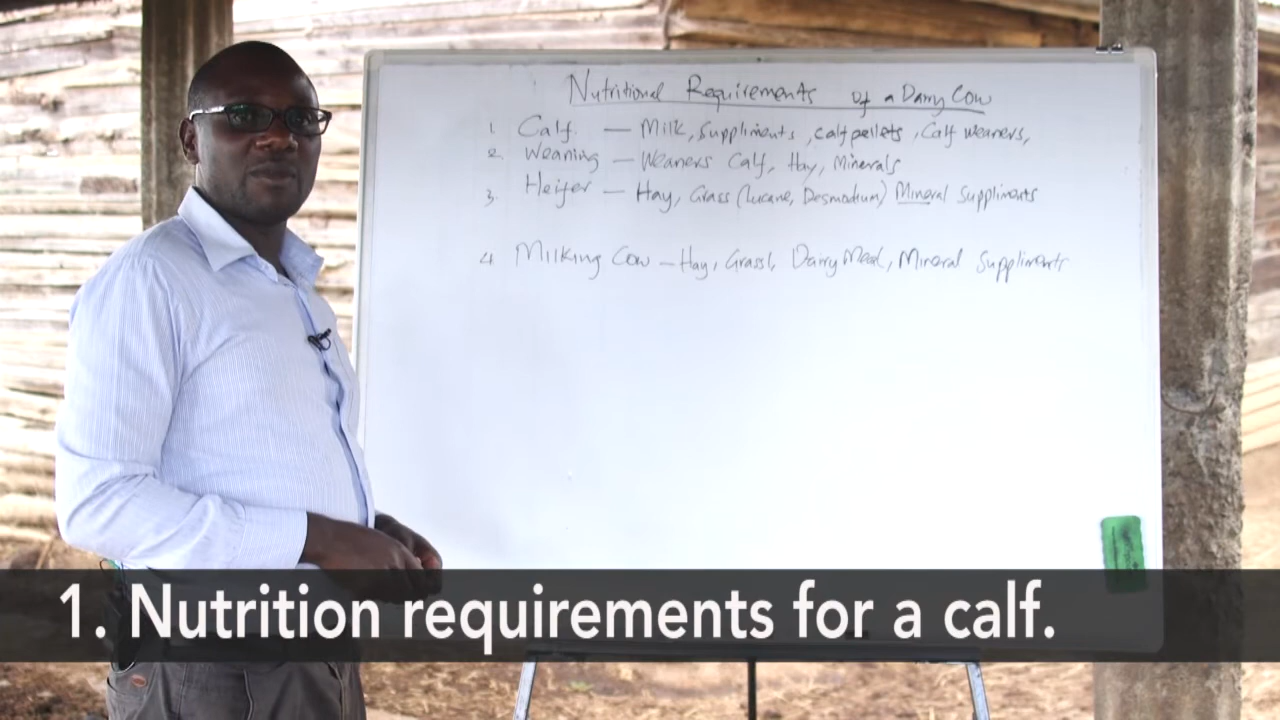 Nutritional Requirements of a Dairy Cow
1. Calf. — Milk, Suppliments, calf pellets, Calf weaners,
2. Weaning — Weaners Calf, Hay, Minerals
3. Heifer — Hay, Grass (Lucane, Desmodium) Mineral Suppliments
4 Milking Cow — Hay, Grass, Dairy Meal, Mineral Suppliments
1. Nutrition requirements for a calf.